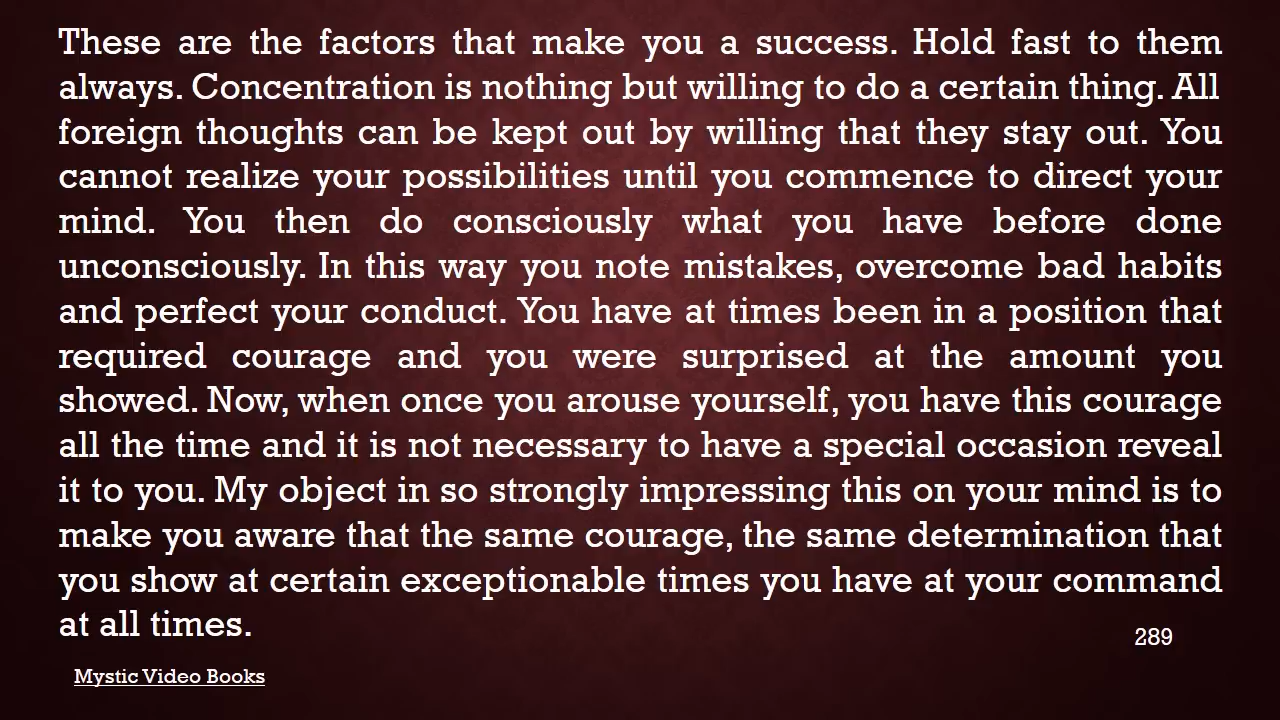 These are the factors that make you a success. Hold fast to them
always. Concentration is nothing but willing to do a certain thing. All
foreign thoughts can be kept out by willing that they stay out. You
cannot realize your possibilities until you commence to direct your
mind. You then do consciously what you have before done
unconsciously. In this way you note mistakes, overcome bad habits
and perfect your conduct. You have at times been in a position that
required courage and you were surprised at the amount you
showed. Now, when once you arouse yourself, you have this courage
all the time and it is not necessary to have a special occasion reveal
it to you. My object in so strongly impressing this on your mind is to
make you aware that the same courage, the same determination that
you show at certain exceptionable times you have at your command
at all times.
289
Mystic Video Books